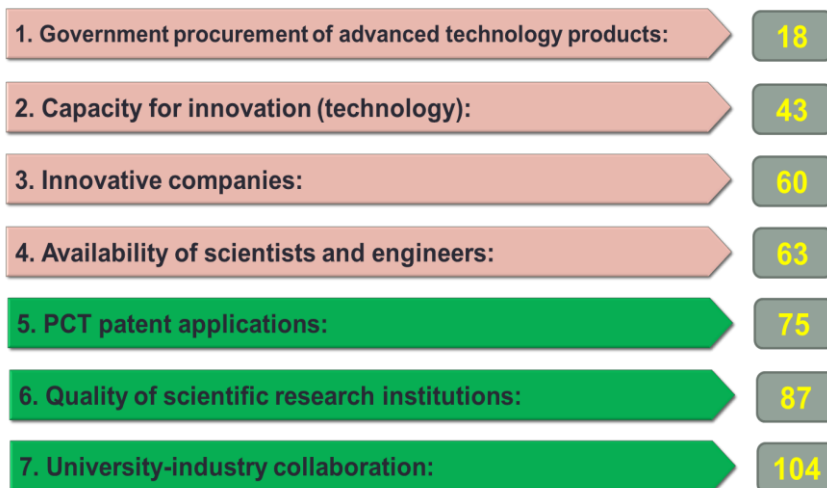 1. Government procurement of advanced technology products: 18
2. Capacity for innovation (technology): 43
3. Innovative companies: 60
4. Availability of scientists and engineers: 63
5. PCT patent applications: 75
6. Quality of scientific research institutions: 87
7. University-industry collaboration: 104